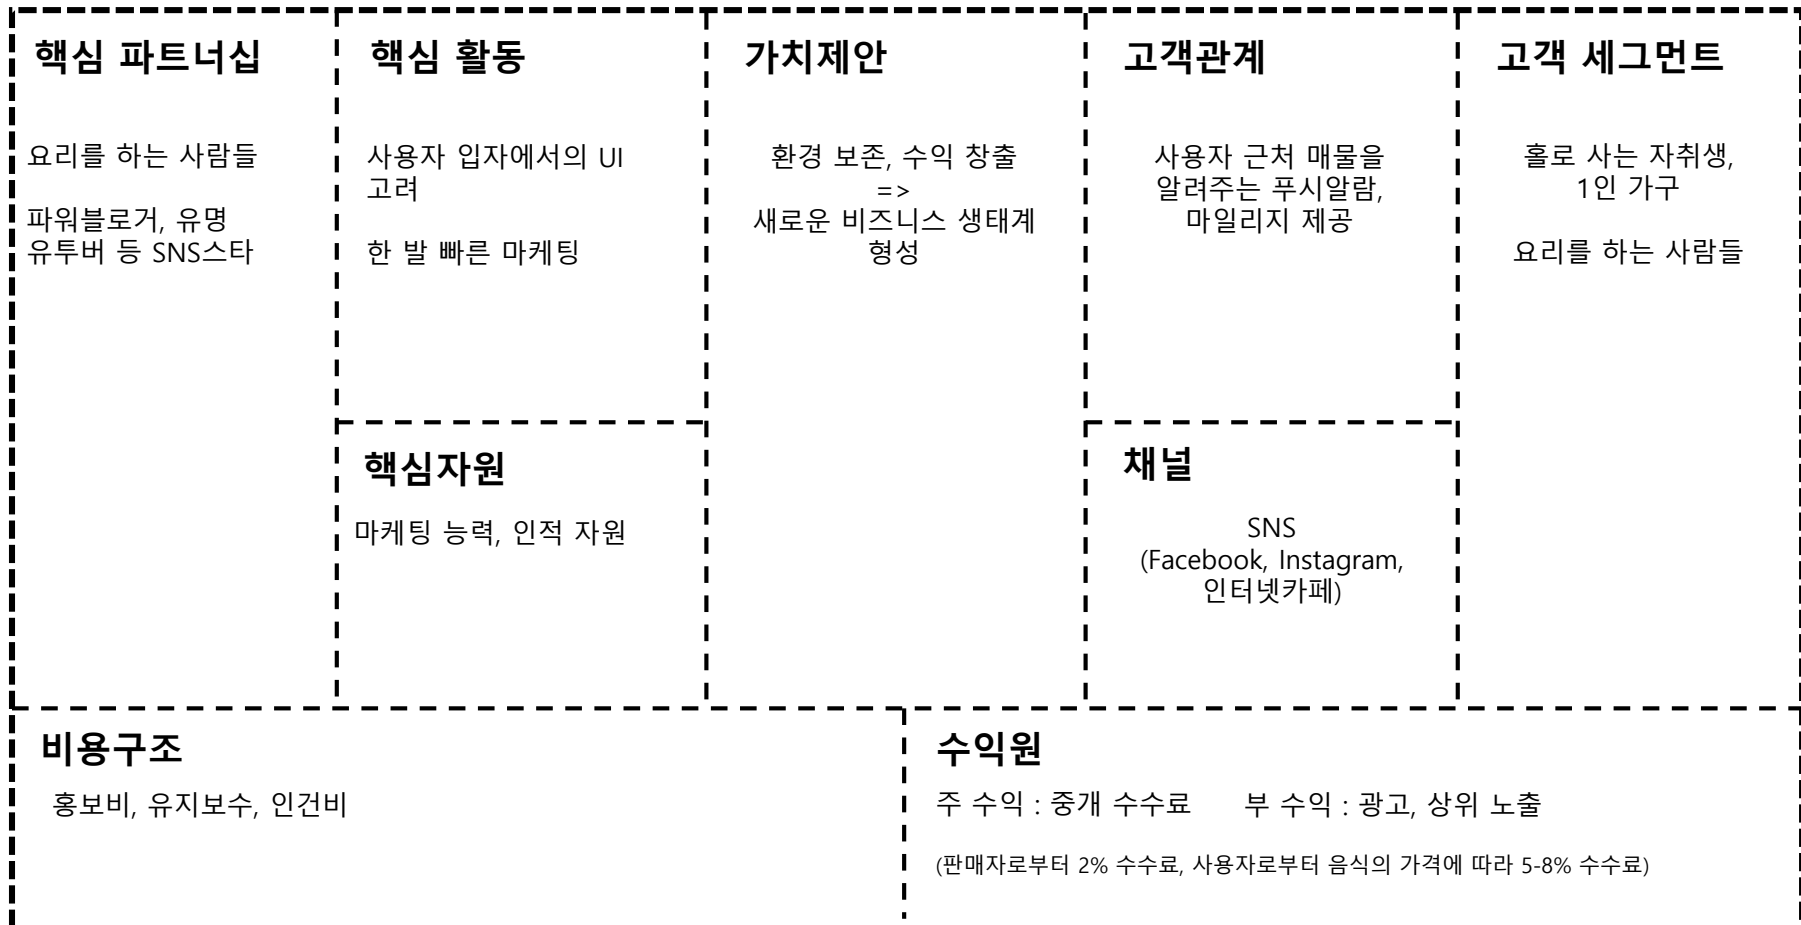 핵심 파트너십
요리를 하는 사람들
파워블로거, 유명
유투버 등 SNS스타
핵심 활동
사용자 입자에서의 UI
고려
한 발 빠른 마케팅
핵심자원
마케팅 능력, 인적 자원
가치제안
환경 보존, 수익 창출
=>
새로운 비즈니스 생태계
형성
고객관계
사용자 근처 매물을
알려주는 푸시알람,
마일리지 제공
채널
SNS
(Facebook, Instagram,
인터넷카페)
고객 세그먼트
홀로 사는 자취생,
1인 가구
요리를 하는 사람들
비용구조
홍보비, 유지보수, 인건비
수익원
주 수익 : 중개 수수료 부 수익 : 광고, 상위 노출
(판매자로부터 2% 수수료, 사용자로부터 음식의 가격에 따라 5-8% 수수료)